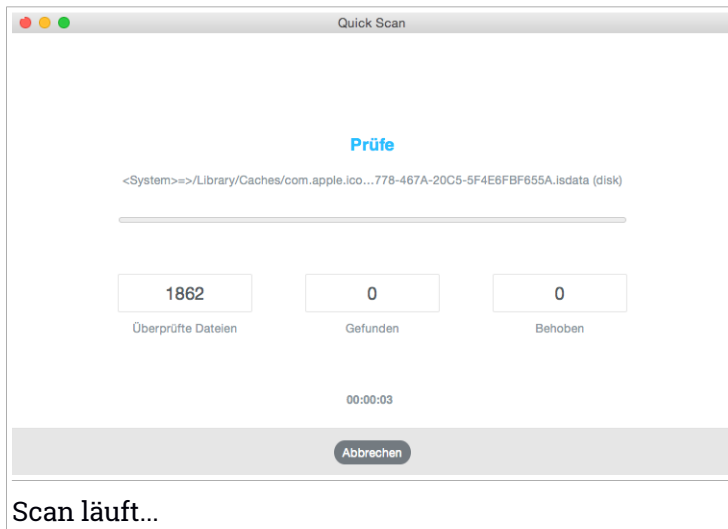 Quick Scan
Prüfe
<System>=>/Library/Caches/com.apple.ico...778-467A-20C5-5F4E6FBF655A.isdata (disk)
1862 0 0
Überprüfte Dateien Gefunden Behoben
00:00:03
Abbrechen
Scan läuft...